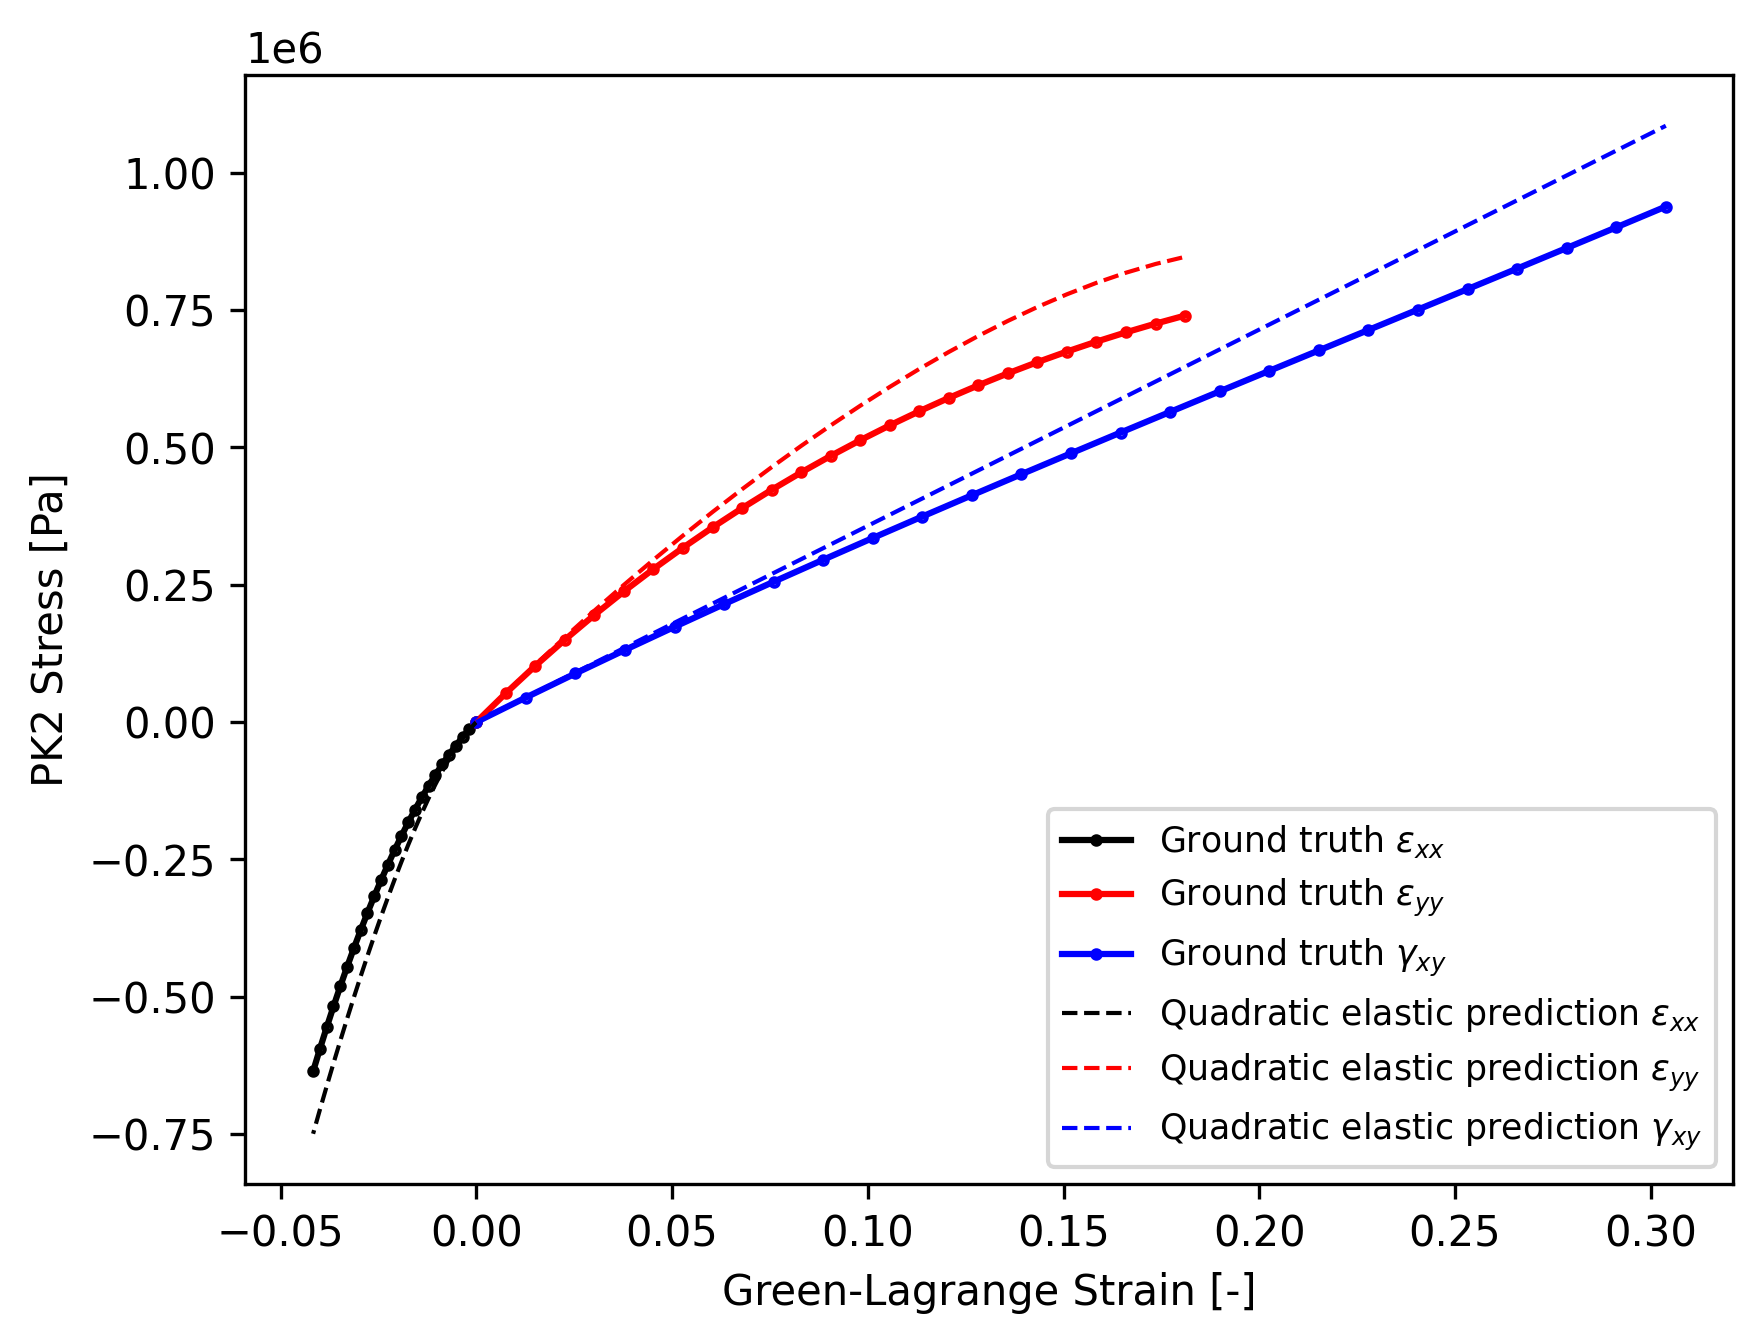 1e6
1.00
0.75
0.50
0.25
0.00
−0.25
−0.50
−0.75
PK2 Stress [Pa]
Ground truth εxx
Ground truth εyy
Ground truth γxy
Quadratic elastic prediction εxx
Quadratic elastic prediction εyy
Quadratic elastic prediction γxy
−0.05 0.00 0.05 0.10 0.15 0.20 0.25 0.30
Green-Lagrange Strain [-]